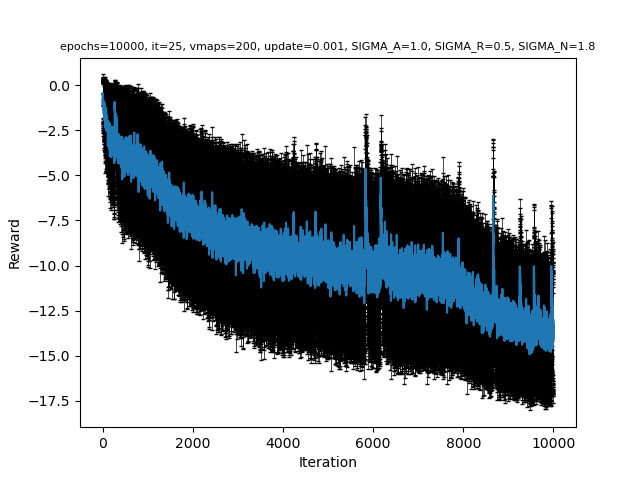 epochs=10000, it=25, vmaps=200, update=0.001, SIGMA_A=1.0, SIGMA_R=0.5, SIGMA_N=1.8
0.0
−2.5
−5.0
−7.5
−10.0
−12.5
−15.0
−17.5
Reward
0 2000 4000 6000 8000 10000
Iteration